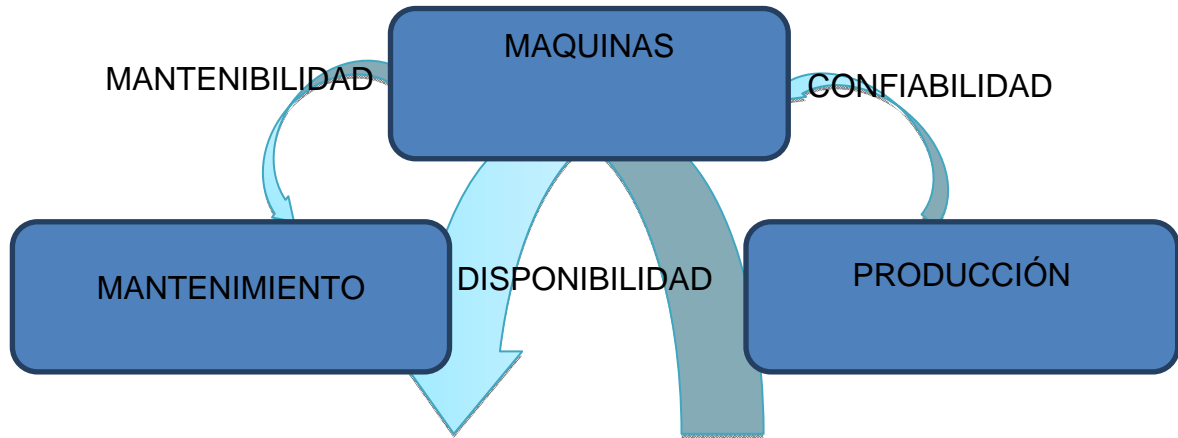 MAQUINAS
MANTENIBILIDAD
CONFIABILIDAD
MANTENIMIENTO
DISPONIBILIDAD
PRODUCCIÓN